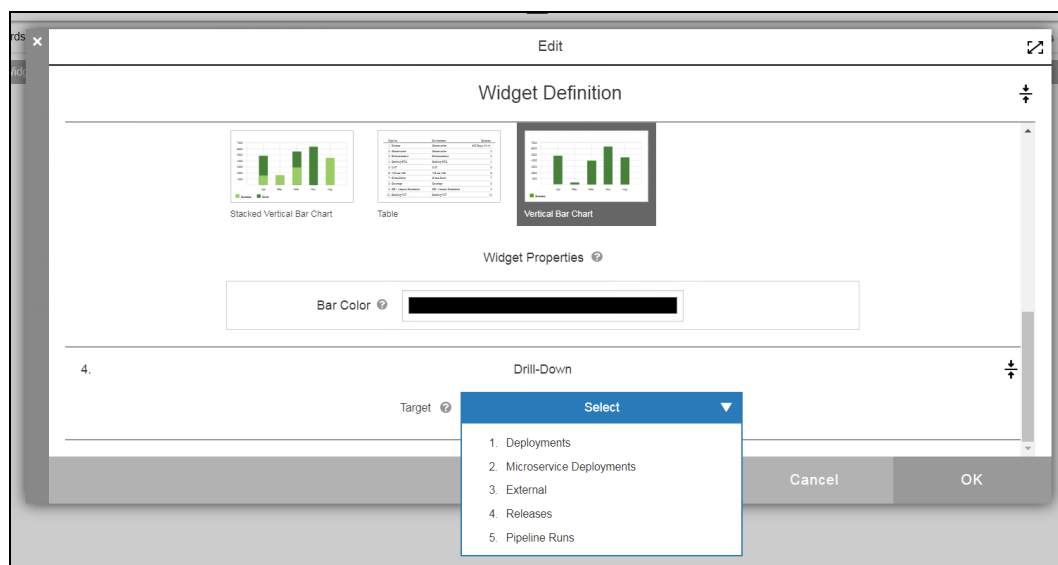 rds
Edit
Widget Definition
Stacked Vertical Bar Chart
Table
Vertical Bar Chart
Widget Properties
Bar Color
4.
Drill-Down
Target
Select
1. Deployments
2. Microservice Deployments
3. External
4. Releases
5. Pipeline Runs
Cancel
OK